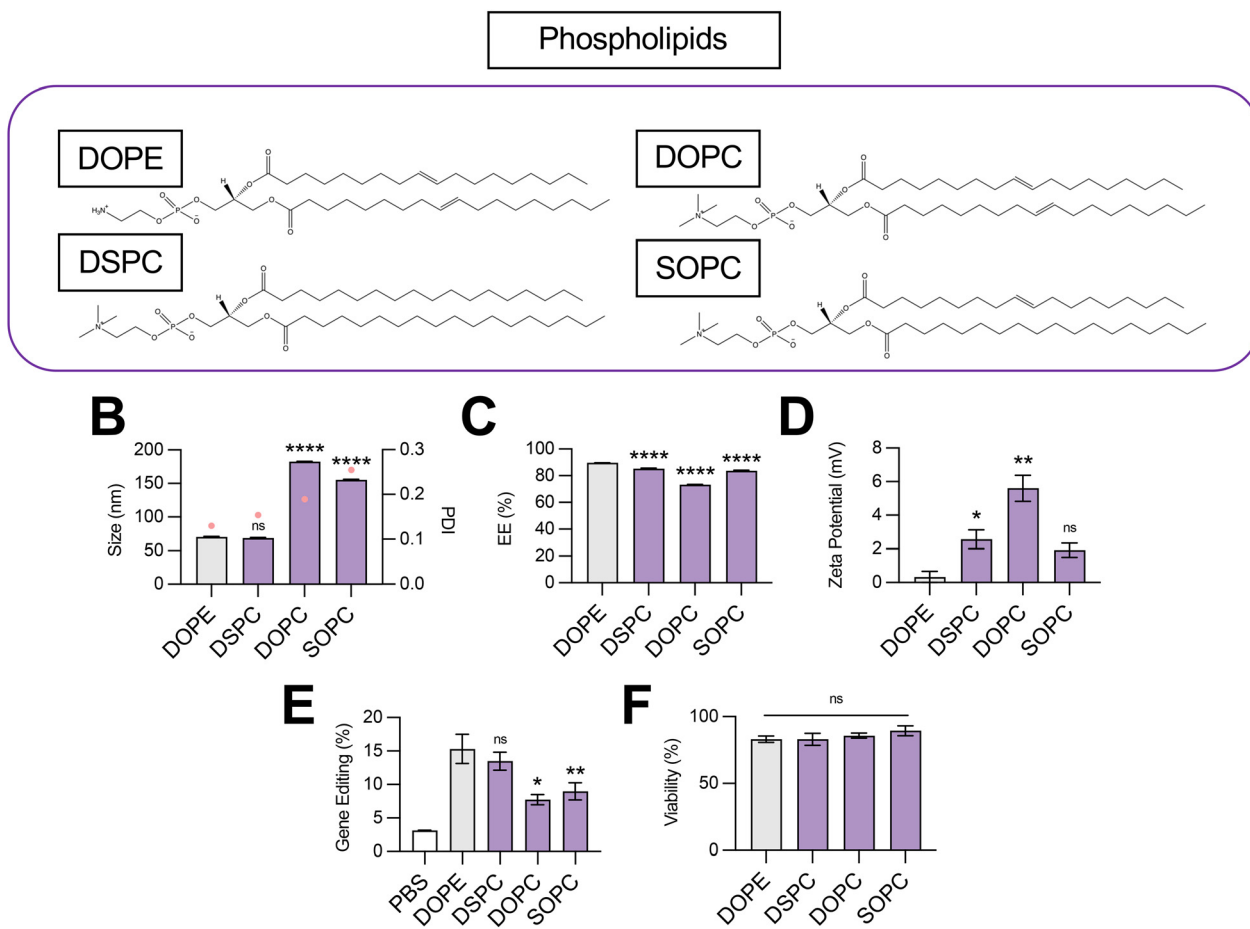 Phospholipids
DOPE
DOPC
O
O
H
O
O
P
O
O
O⁻
H₃N⁺
O
O
H
O
O
P
O
O
O⁻
N⁺
DSPC
SOPC
O
O
H
O
O
P
O
O
O⁻
N⁺
O
O
H
O
O
P
O
O
O⁻
N⁺
B
Size (nm)
200
150
100
50
0
ns
****
****
0.3
0.2
0.1
0.0
PDI
DOPE
DSPC
DOPC
SOPC
C
EE (%)
100
80
60
40
20
0
****
****
****
DOPE
DSPC
DOPC
SOPC
D
Zeta Potential (mV)
8
6
4
2
0
*
**
ns
DOPE
DSPC
DOPC
SOPC
E
Gene Editing (%)
20
15
10
5
0
ns
*
**
PBS
DOPE
DSPC
DOPC
SOPC
F
Viability (%)
100
50
0
ns
DOPE
DSPC
DOPC
SOPC